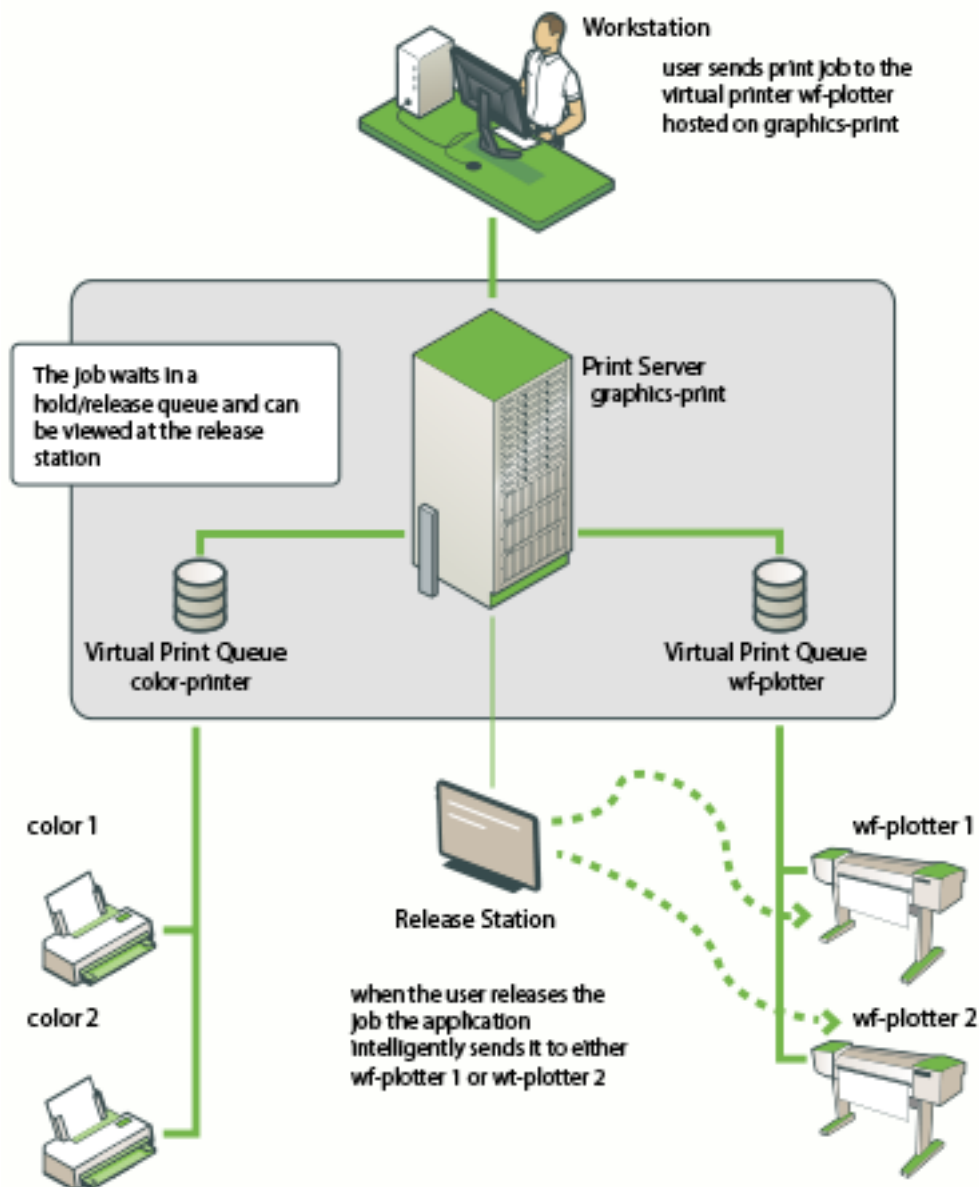 Workstation
user sends print job to the
virtual printer wf-plotter
hosted on graphics-print
The job waits in a
hold/release queue and can
be viewed at the release
station
Print Server
graphics-print
Virtual Print Queue
color-printer
Virtual Print Queue
wf-plotter
color 1
wf-plotter 1
Release Station
color 2
when the user releases the
job the application
intelligently sends it to either
wf-plotter 1 or wt-plotter 2
wf-plotter 2